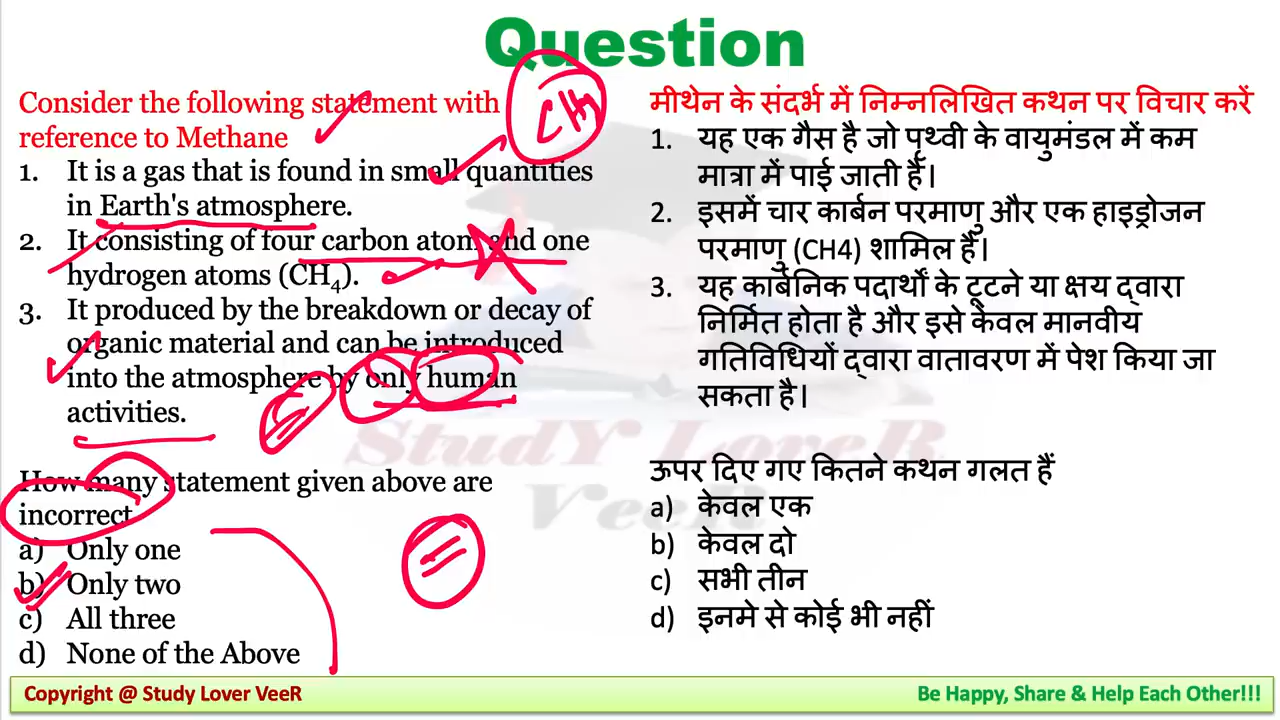 Question
Consider the following statement with
reference to Methane
1. It is a gas that is found in small quantities
in Earth's atmosphere.
2. It consisting of four carbon atom and one
hydrogen atoms (CH₄).
3. It produced by the breakdown or decay of
organic material and can be introduced
into the atmosphere by only human
activities.
How many statement given above are
incorrect
a) Only one
b) Only two
c) All three
d) None of the Above
CH4
मीथेन के संदर्भ में निम्नलिखित कथन पर विचार करें
1. यह एक गैस है जो पृथ्वी के वायुमंडल में कम
मात्रा में पाई जाती है।
2. इसमें चार कार्बन परमाणु और एक हाइड्रोजन
परमाणु (CH4) शामिल हैं।
3. यह कार्बनिक पदार्थों के टूटने या क्षय द्वारा
निर्मित होता है और इसे केवल मानवीय
गतिविधियों द्वारा वातावरण में पेश किया जा
सकता है।
ऊपर दिए गए कितने कथन गलत हैं
a) केवल एक
b) केवल दो
c) सभी तीन
d) इनमे से कोई भी नहीं
StudY LoveR
VeeR
Copyright @ Study Lover VeeR
Be Happy, Share & Help Each Other!!!